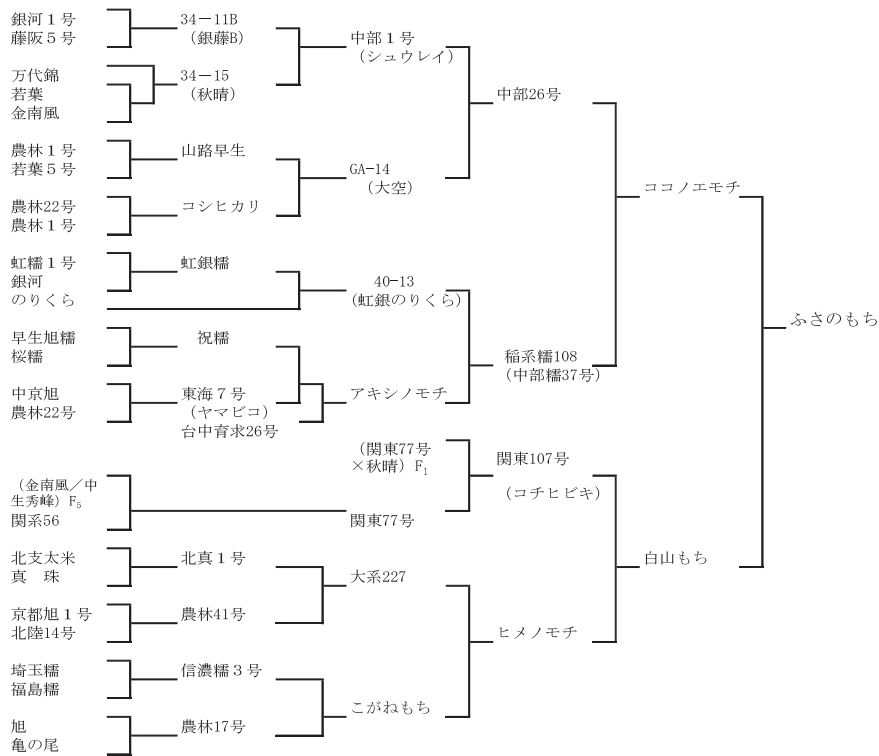 銀河１号
藤阪５号
34－11B
（銀藤B）
中部１号
（シュウレイ）
万代錦
若葉
金南風
34－15
（秋晴）
中部26号
農林１号
若葉５号
山路早生
GA-14
（大空）
農林22号
農林１号
コシヒカリ
ココノエモチ
虹糯１号
銀河
のりくら
虹銀糯
40-13
（虹銀のりくら）
ふさのもち
早生旭糯
桜糯
祝糯
稲系糯108
（中部糯37号）
中京旭
農林22号
東海７号
（ヤマビコ）
台中育求26号
アキシノモチ
（関東77号
×秋晴）F₁
関東107号
（コチヒビキ）
（金南風／中
生秀峰）F₅
関系56
関東77号
北支太米
真　珠
北真１号
大系227
白山もち
京都旭１号
北陸14号
農林41号
ヒメノモチ
埼玉糯
福島糯
信濃糯３号
こがねもち
旭
亀の尾
農林17号